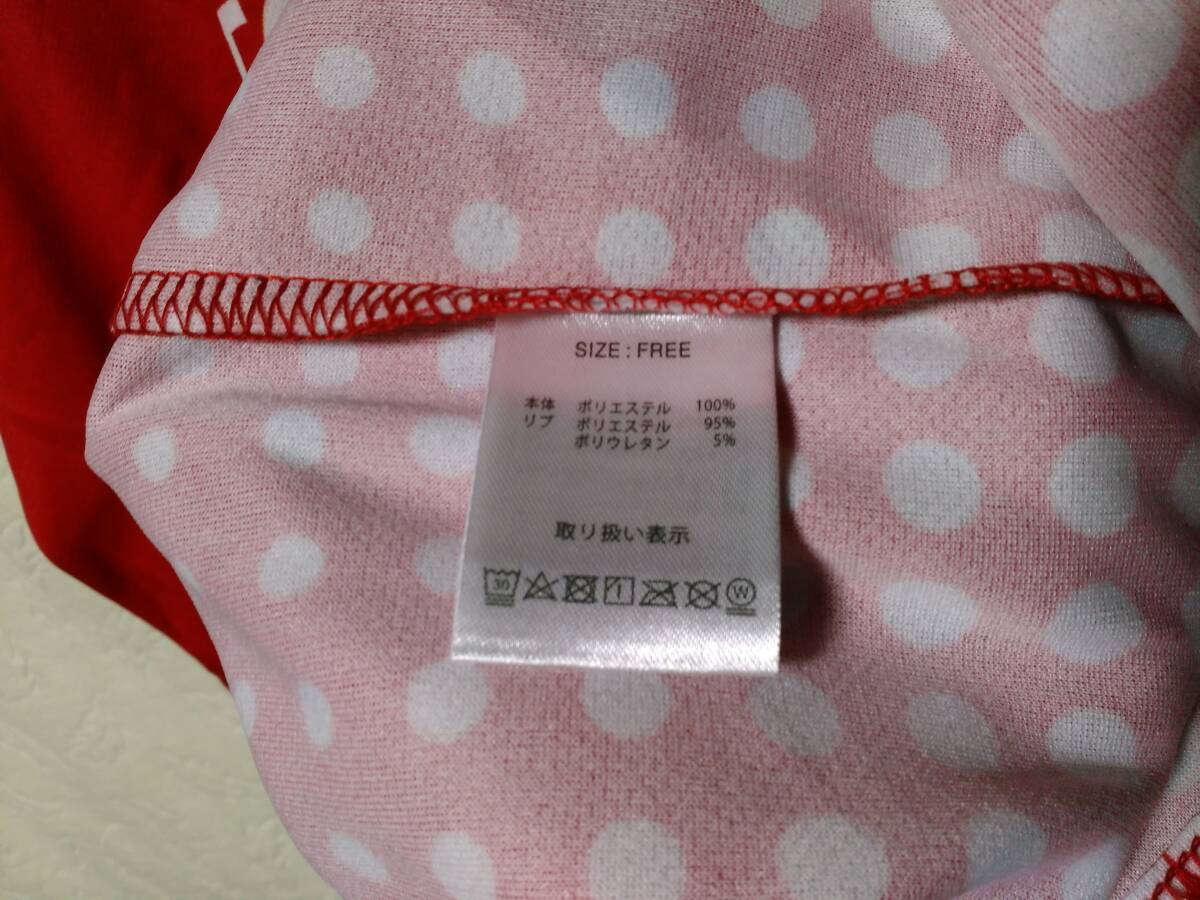 SIZE : FREE
本体 ポリエステル 100%
リブ ポリエステル 95%
ポリウレタン 5%
取り扱い表示
30
W